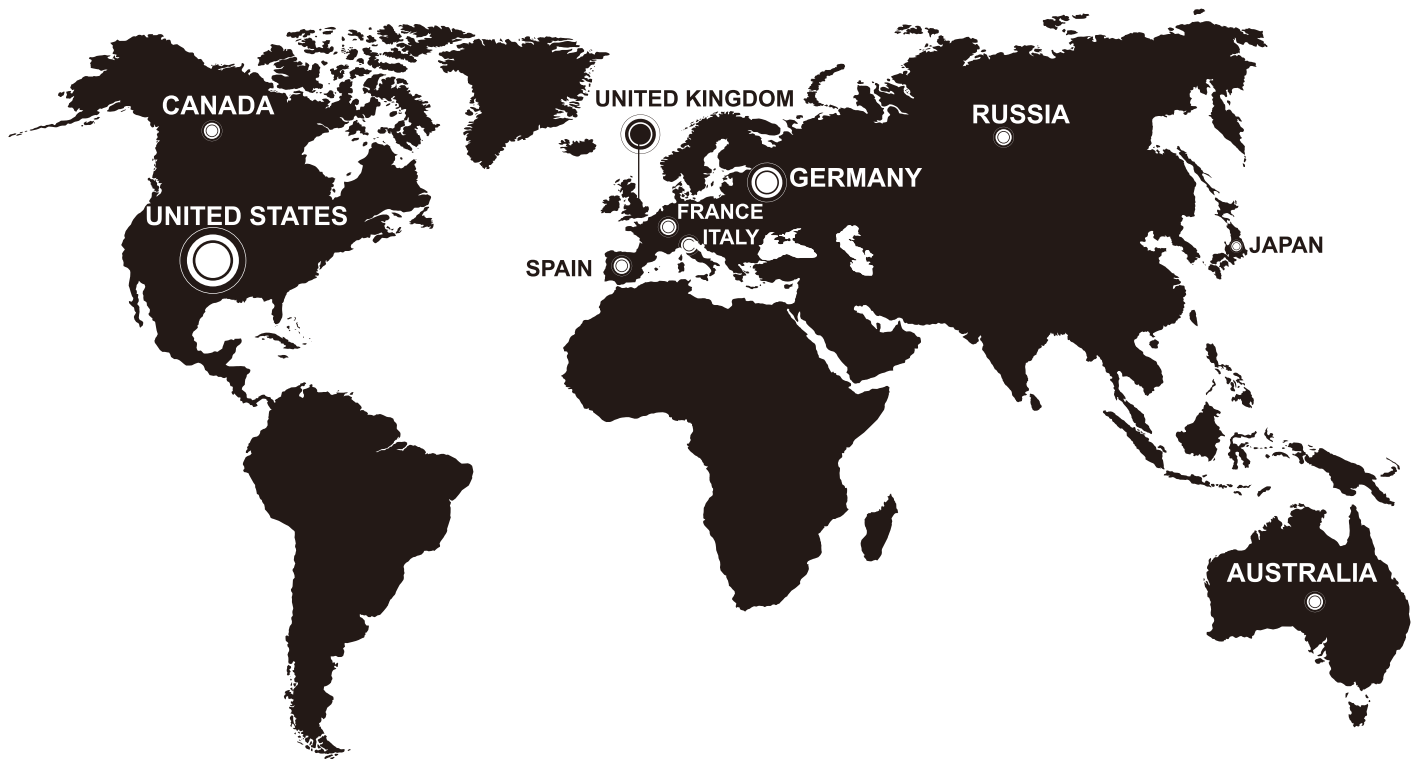 UNITED KINGDOM
CANADA
RUSSIA
GERMANY
FRANCE
UNITED STATES
ITALY
JAPAN
SPAIN
AUSTRALIA